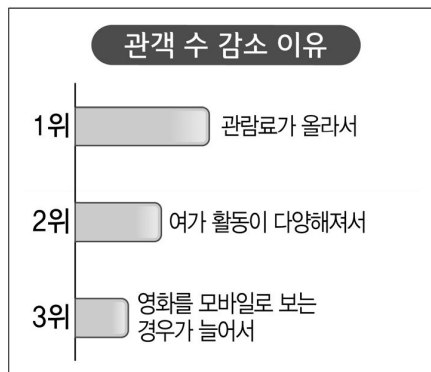 관객 수 감소 이유
1위 관람료가 올라서
2위 여가 활동이 다양해져서
3위 영화를 모바일로 보는
경우가 늘어서